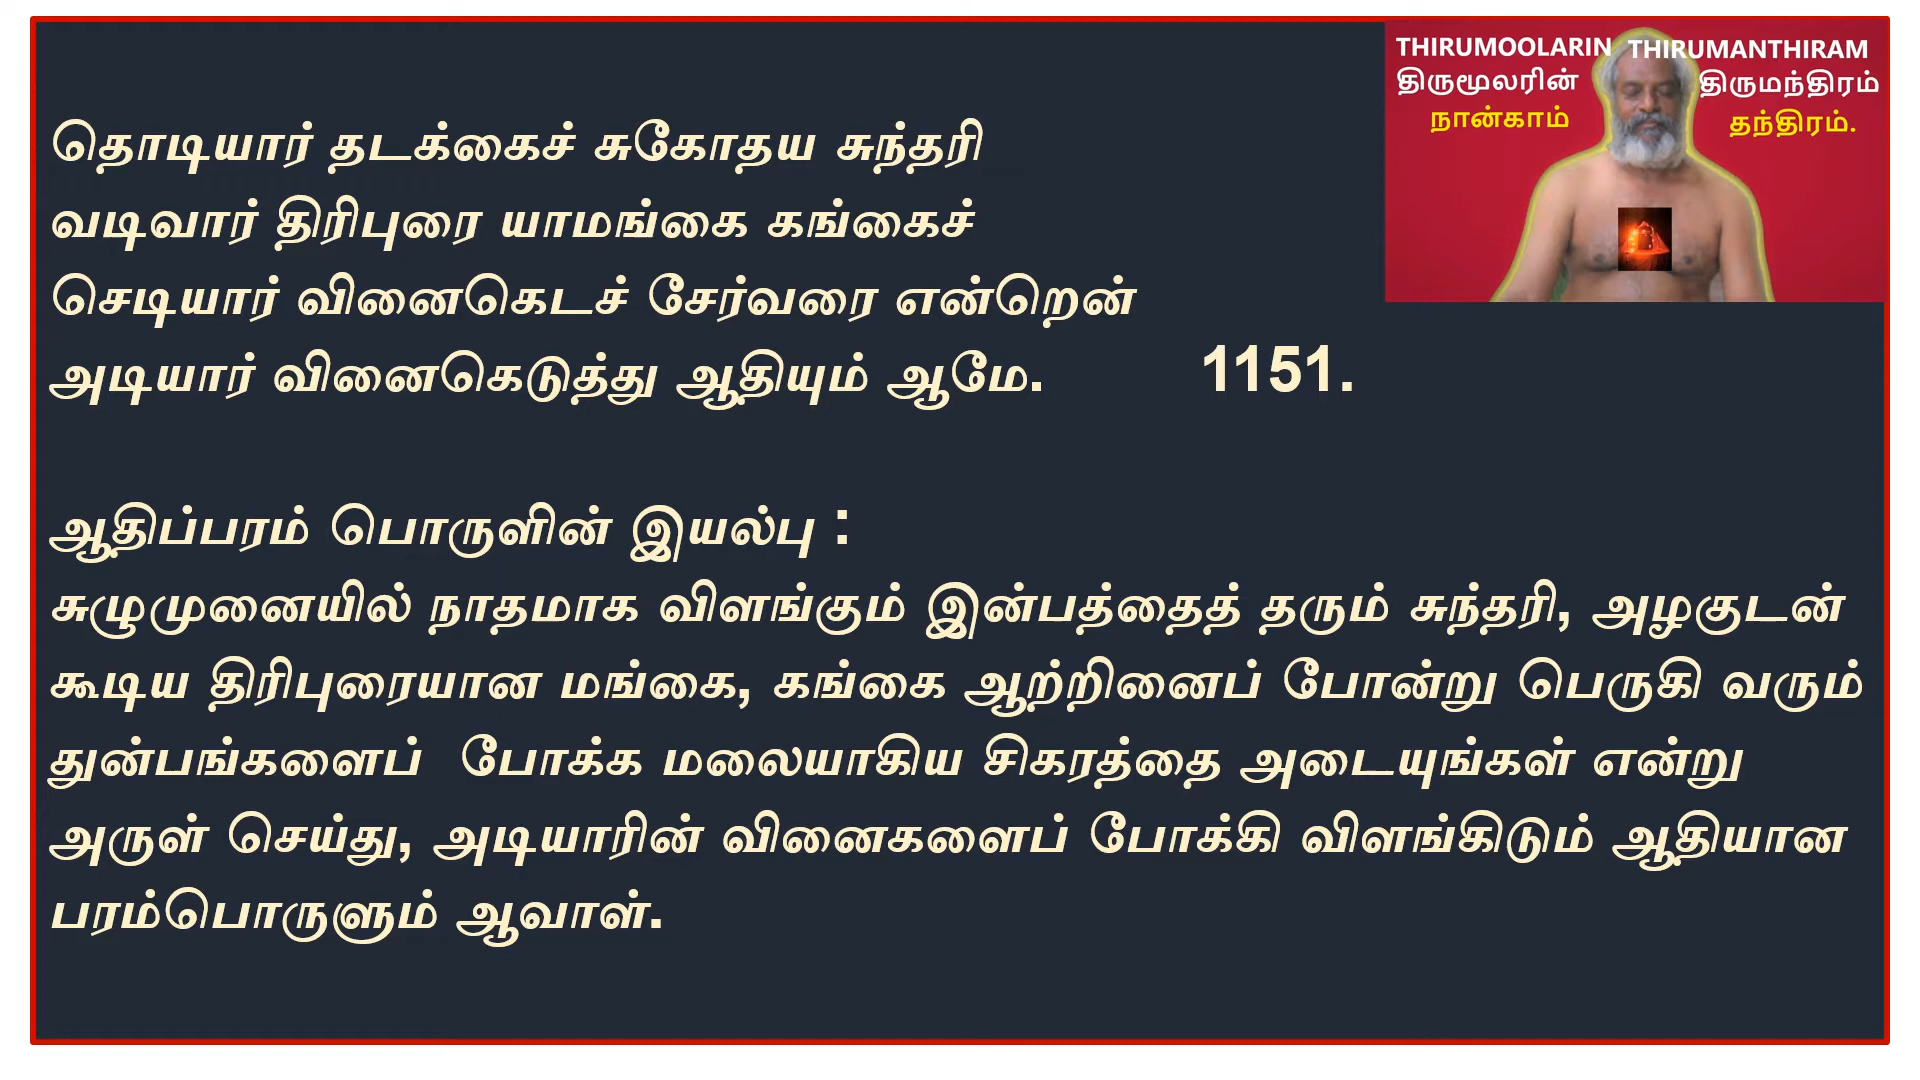 THIRUMOOLARIN THIRUMANTHIRAM
திருமூலரின் திருமந்திரம்
நான்காம் தந்திரம்.
தொடியார் தடக்கைச் சுகோதய சுந்தரி
வடிவார் திரிபுரை யாமங்கை கங்கைச்
செடியார் வினைகெடச் சேர்வரை என்றென்
அடியார் வினைகெடுத்து ஆதியும் ஆமே. 1151.
ஆதிப்பரம் பொருளின் இயல்பு :
சுழுமுனையில் நாதமாக விளங்கும் இன்பத்தைத் தரும் சுந்தரி, அழகுடன்
கூடிய திரிபுரையான மங்கை, கங்கை ஆற்றினைப் போன்று பெருகி வரும்
துன்பங்களைப் போக்க மலையாகிய சிகரத்தை அடையுங்கள் என்று
அருள் செய்து, அடியாரின் வினைகளைப் போக்கி விளங்கிடும் ஆதியான
பரம்பொருளும் ஆவாள்.